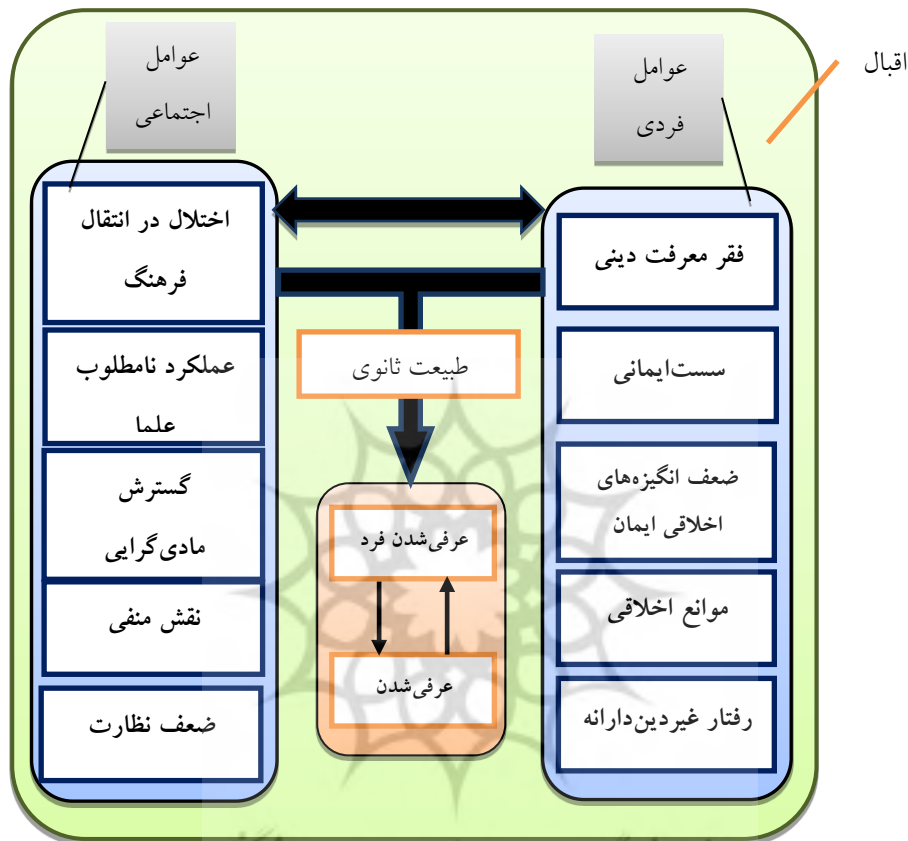 اقبال
عوامل
فردی
فقر معرفت دینی
سست‌ایمانی
ضعف انگیزه‌های
اخلاقی ایمان
موانع اخلاقی
رفتار غیردین‌دارانه
عوامل
اجتماعی
اختلال در انتقال
فرهنگ
عملکرد نامطلوب
علما
گسترش
مادی‌گرایی
نقش منفی
ضعف نظارت
طبیعت ثانوی
عرفی‌شدن فرد
عرفی‌شدن